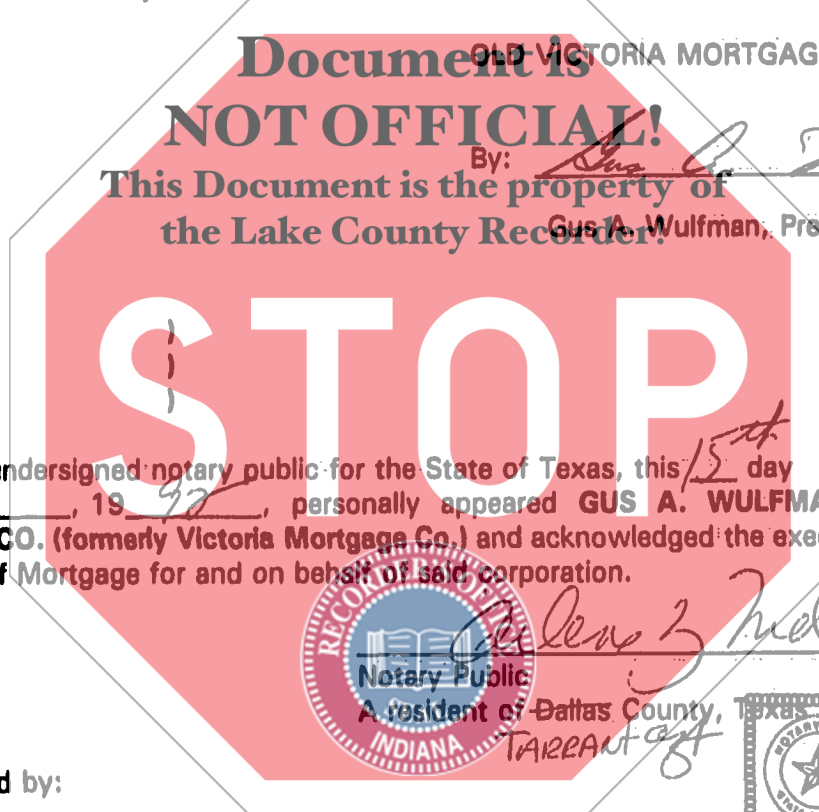 Document is
OLD VICTORIA MORTGAG
NOT OFFICIAL!
By:
This Document is the property of
the Lake County Recorder!
Gus A. Wulfman, Pre
STOP
ndersigned notary public for the State of Texas, this 15th day
, 19 , personally appeared GUS A. WULFMA
CO. (formerly Victoria Mortgage Co.) and acknowledged the exe
f Mortgage for and on behalf of said corporation.
RECORDER OF
INDIANA
Notary Public
A resident of Dallas County, Texas
TARRANT
NOTARY
d by: